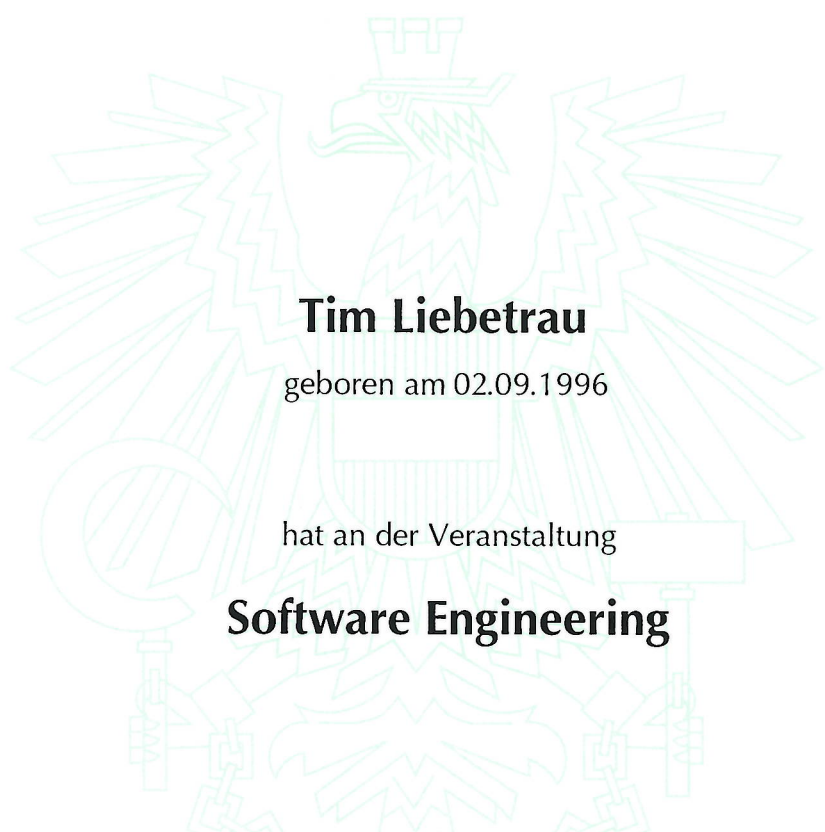 Tim Liebetrau
geboren am 02.09.1996
hat an der Veranstaltung
Software Engineering